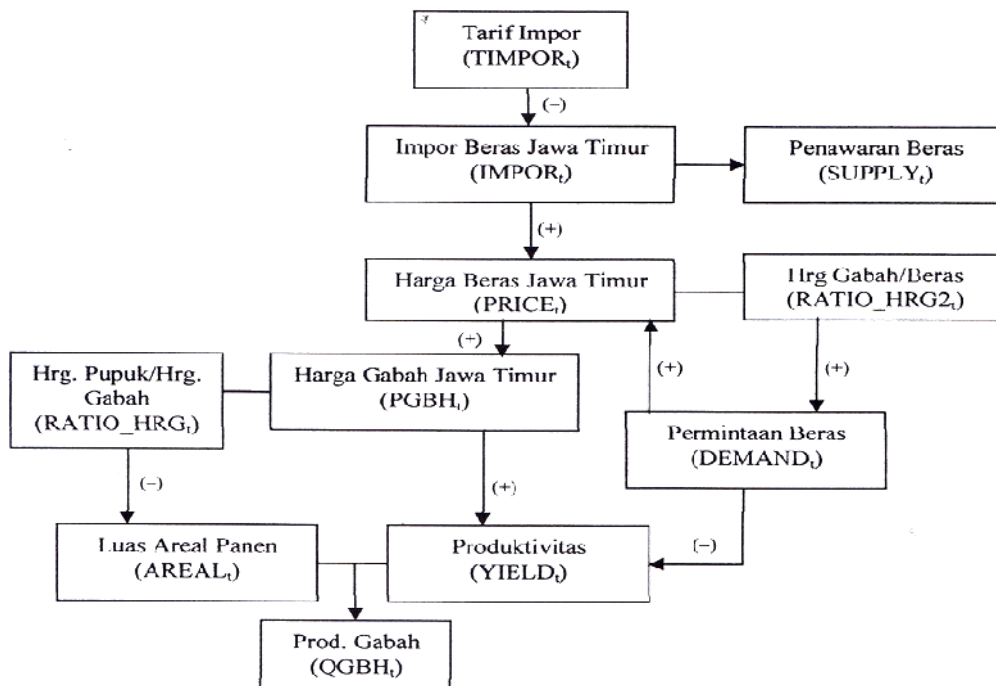 Tarif Impor
(TIMPORₜ)
(−)
Impor Beras Jawa Timur
(IMPORₜ)
Penawaran Beras
(SUPPLYₜ)
(+)
Harga Beras Jawa Timur
(PRICEₜ)
Hrg Gabah/Beras
(RATIO_HRG2ₜ)
(+)
(+)
(+)
Hrg. Pupuk/Hrg.
Gabah
(RATIO_HRGₜ)
Harga Gabah Jawa Timur
(PGBHₜ)
Permintaan Beras
(DEMANDₜ)
(−)
(+)
(−)
Luas Areal Panen
(AREALₜ)
Produktivitas
(YIELDₜ)
Prod. Gabah
(QGBHₜ)